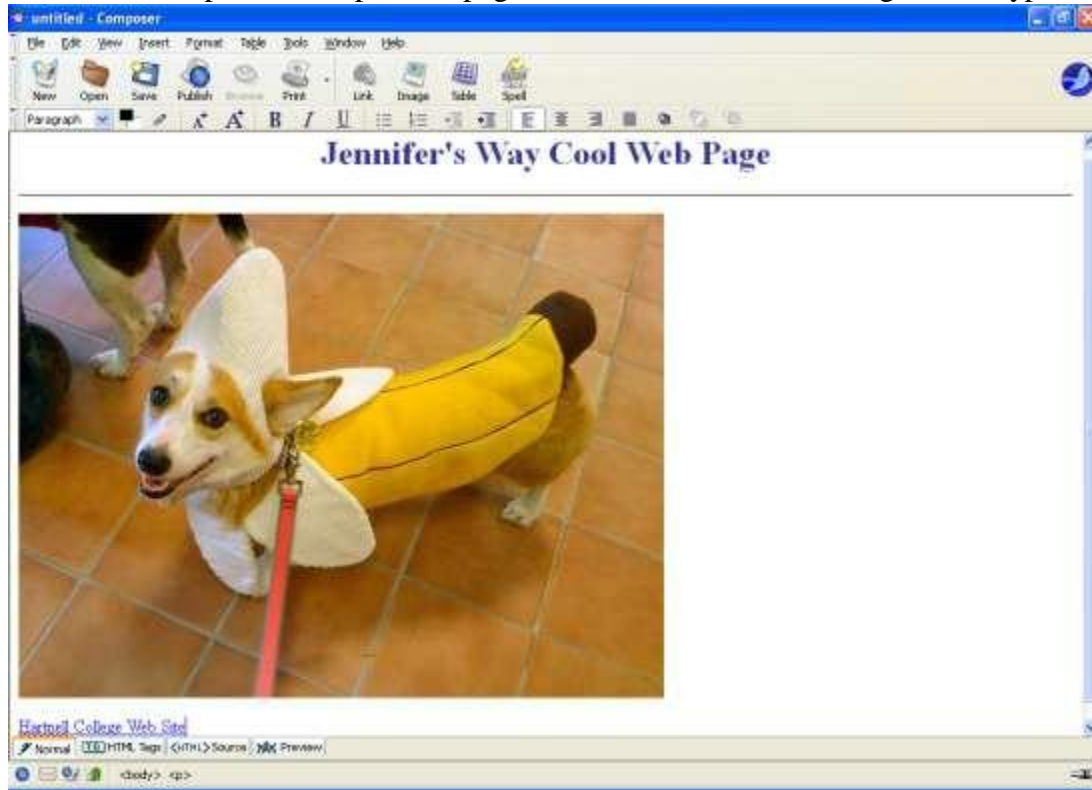 untitled - Composer
File Edit View Insert Format Table Tools Window Help
New Open Save Publish Browse Print Link Image Table Spell
Paragraph B I U
Jennifer's Way Cool Web Page
Hartnell College Web Site
Normal HTML Tags <HTML> Source Preview
<body> <p>